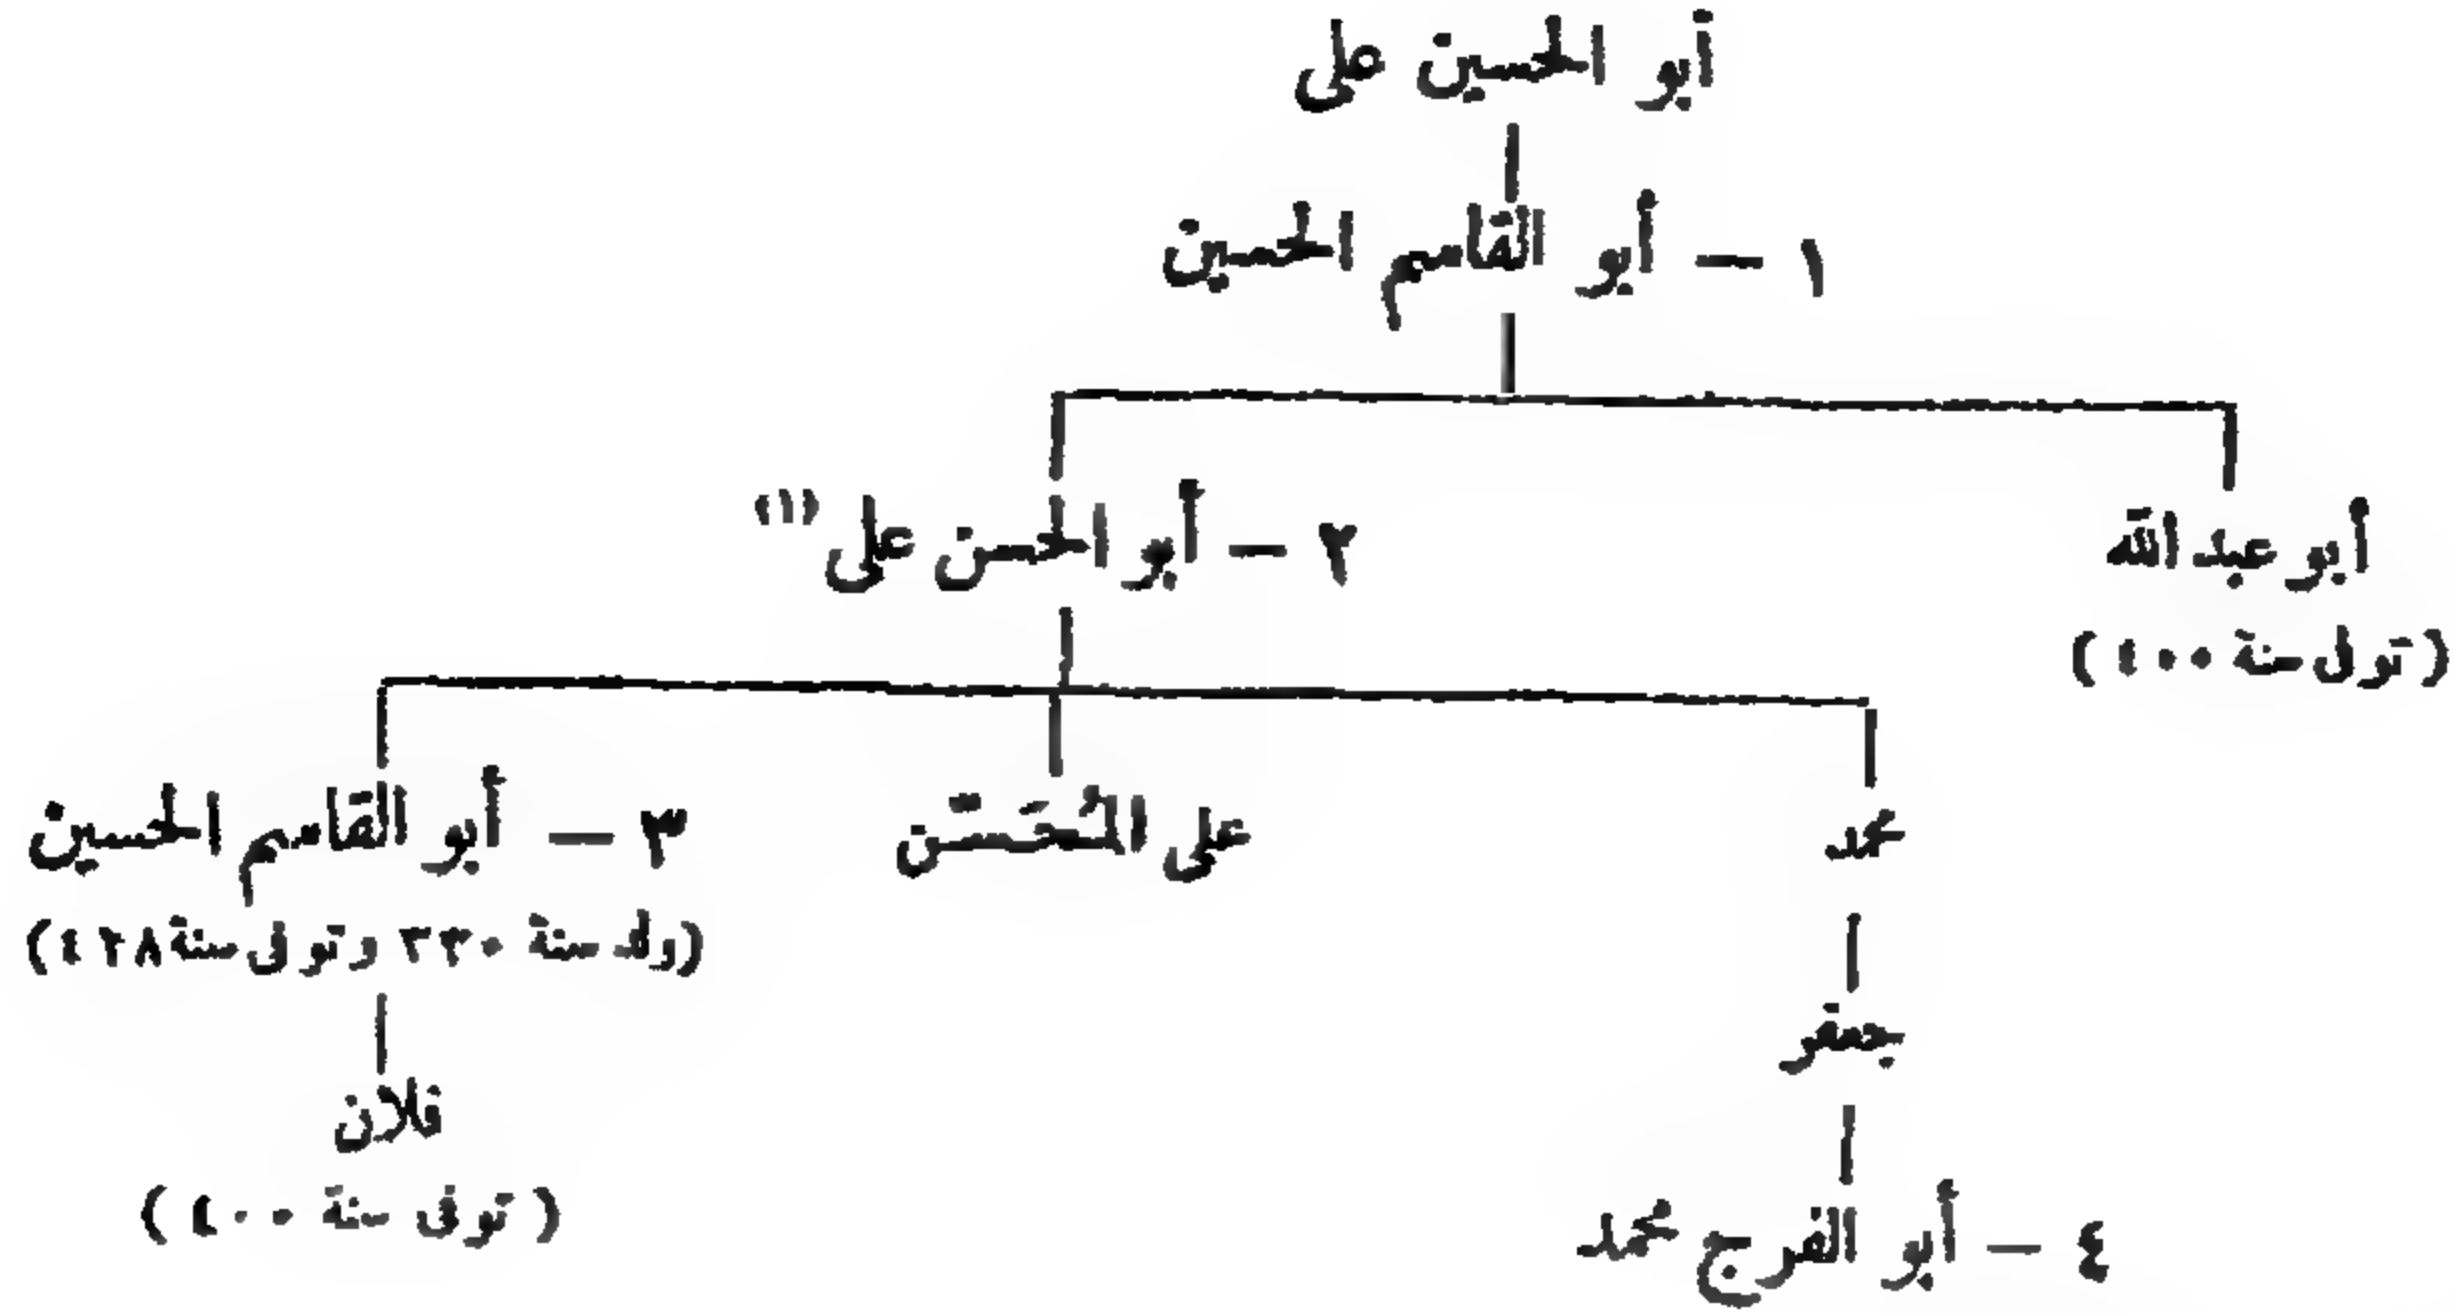 أبو الحسين على
١ — أبو القاسم الحسين
أبو عبد الله
(توفى سنة ٤٠٠)
٢ — أبو الحسن على (١)
محمد
على المُحَسّن
٣ — أبو القاسم الحسين
(ولد سنة ٣٣٠ وتوفى سنة ٤٢٨)
جعفر
فلان
(توفى سنة ٤٠٠)
٤ — أبو الفرج محمد